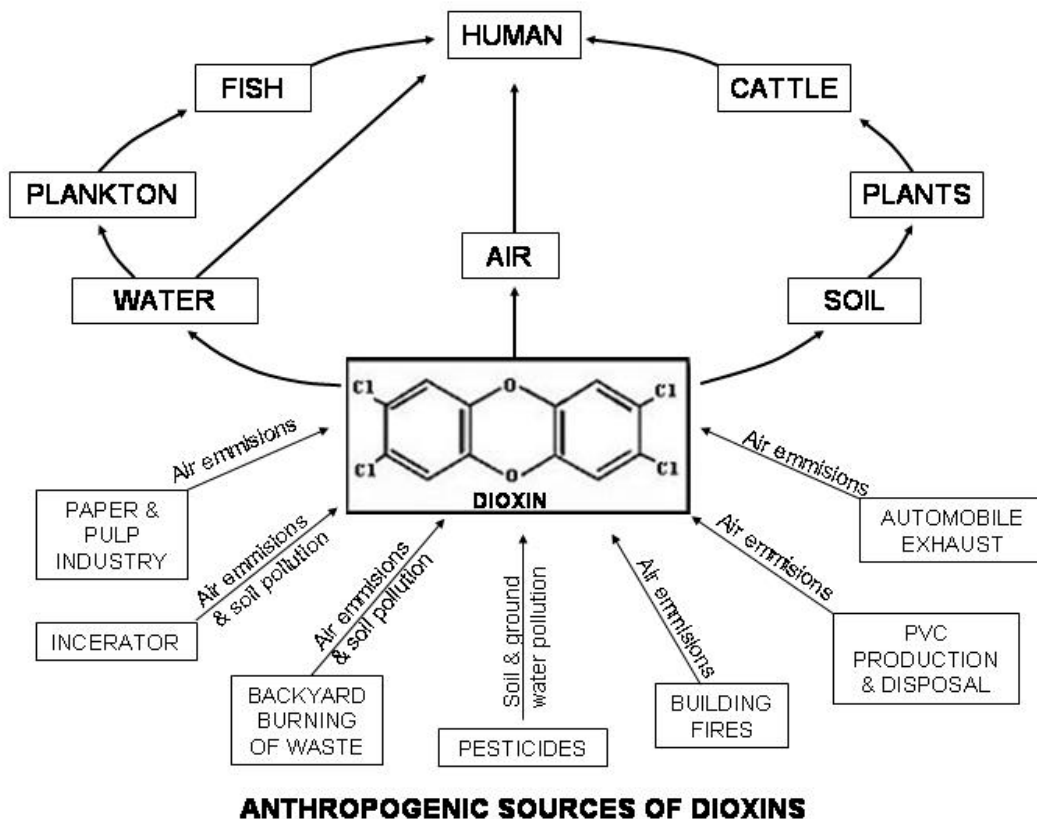 HUMAN
FISH
CATTLE
PLANKTON
PLANTS
AIR
WATER
SOIL
Cl
O
Cl
Cl
O
Cl
DIOXIN
Air emmisions
Air emmisions
PAPER &
PULP
INDUSTRY
AUTOMOBILE
EXHAUST
Air emmisions
& soil pollution
Air emmisions
INCERATOR
PVC
PRODUCTION
& DISPOSAL
Air emmisions
& soil pollution
Soil & ground
water pollution
Air emmisions
BACKYARD
BURNING
OF WASTE
PESTICIDES
BUILDING
FIRES
ANTHROPOGENIC SOURCES OF DIOXINS